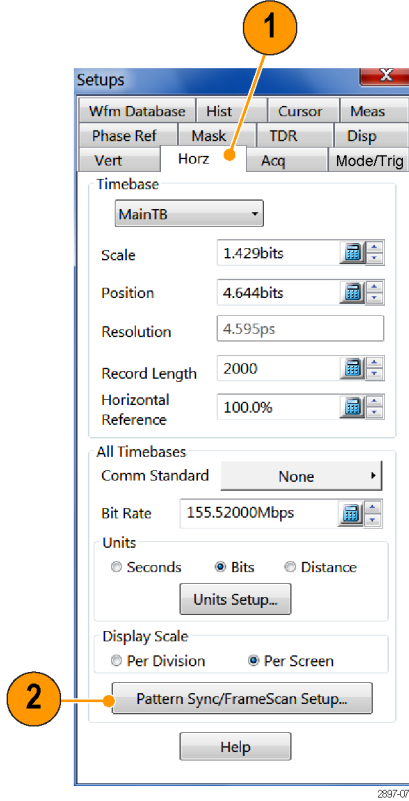 1
Setups
X
Wfm Database Hist Cursor Meas
Phase Ref Mask TDR Disp
Vert Horz Acq Mode/Trig
Timebase
MainTB
Scale 1.429bits
Position 4.644bits
Resolution 4.595ps
Record Length 2000
Horizontal
Reference 100.0%
All Timebases
Comm Standard None
Bit Rate 155.52000Mbps
Units
Seconds Bits Distance
Units Setup...
Display Scale
Per Division Per Screen
2
Pattern Sync/FrameScan Setup...
Help
2897-07